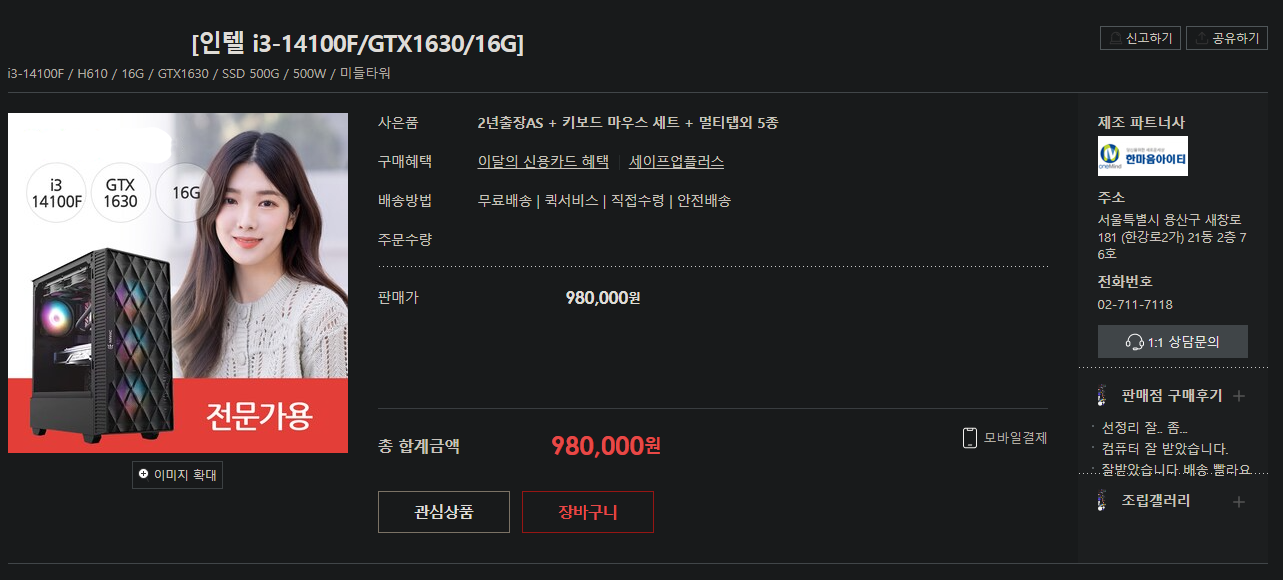 [인텔 i3-14100F/GTX1630/16G]
신고하기
공유하기
i3-14100F / H610 / 16G / GTX1630 / SSD 500G / 500W / 미들타워
i3
14100F
GTX
1630
16G
전문가용
이미지 확대
사은품 2년출장AS + 키보드 마우스 세트 + 멀티탭외 5종
구매혜택 이달의 신용카드 혜택 | 세이프업플러스
배송방법 무료배송 | 퀵서비스 | 직접수령 | 안전배송
주문수량
판매가 980,000원
총 합계금액 980,000원
모바일결제
관심상품
장바구니
제조 파트너사
oneMind
한마음아이티
주소
서울특별시 용산구 새창로
181 (한강로2가) 21동 2층 7
6호
전화번호
02-711-7118
1:1 상담문의
판매점 구매후기 +
· 선정리 잘.. 좀...
· 컴퓨터 잘 받았습니다.
· 잘받았습니다 배송 빨라요
조립갤러리 +